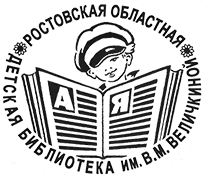 РОСТОВСКАЯ ОБЛАСТНАЯ
ДЕТСКАЯ БИБЛИОТЕКА ИМ. В.М. ВЕЛИЧКИНОЙ
А Я